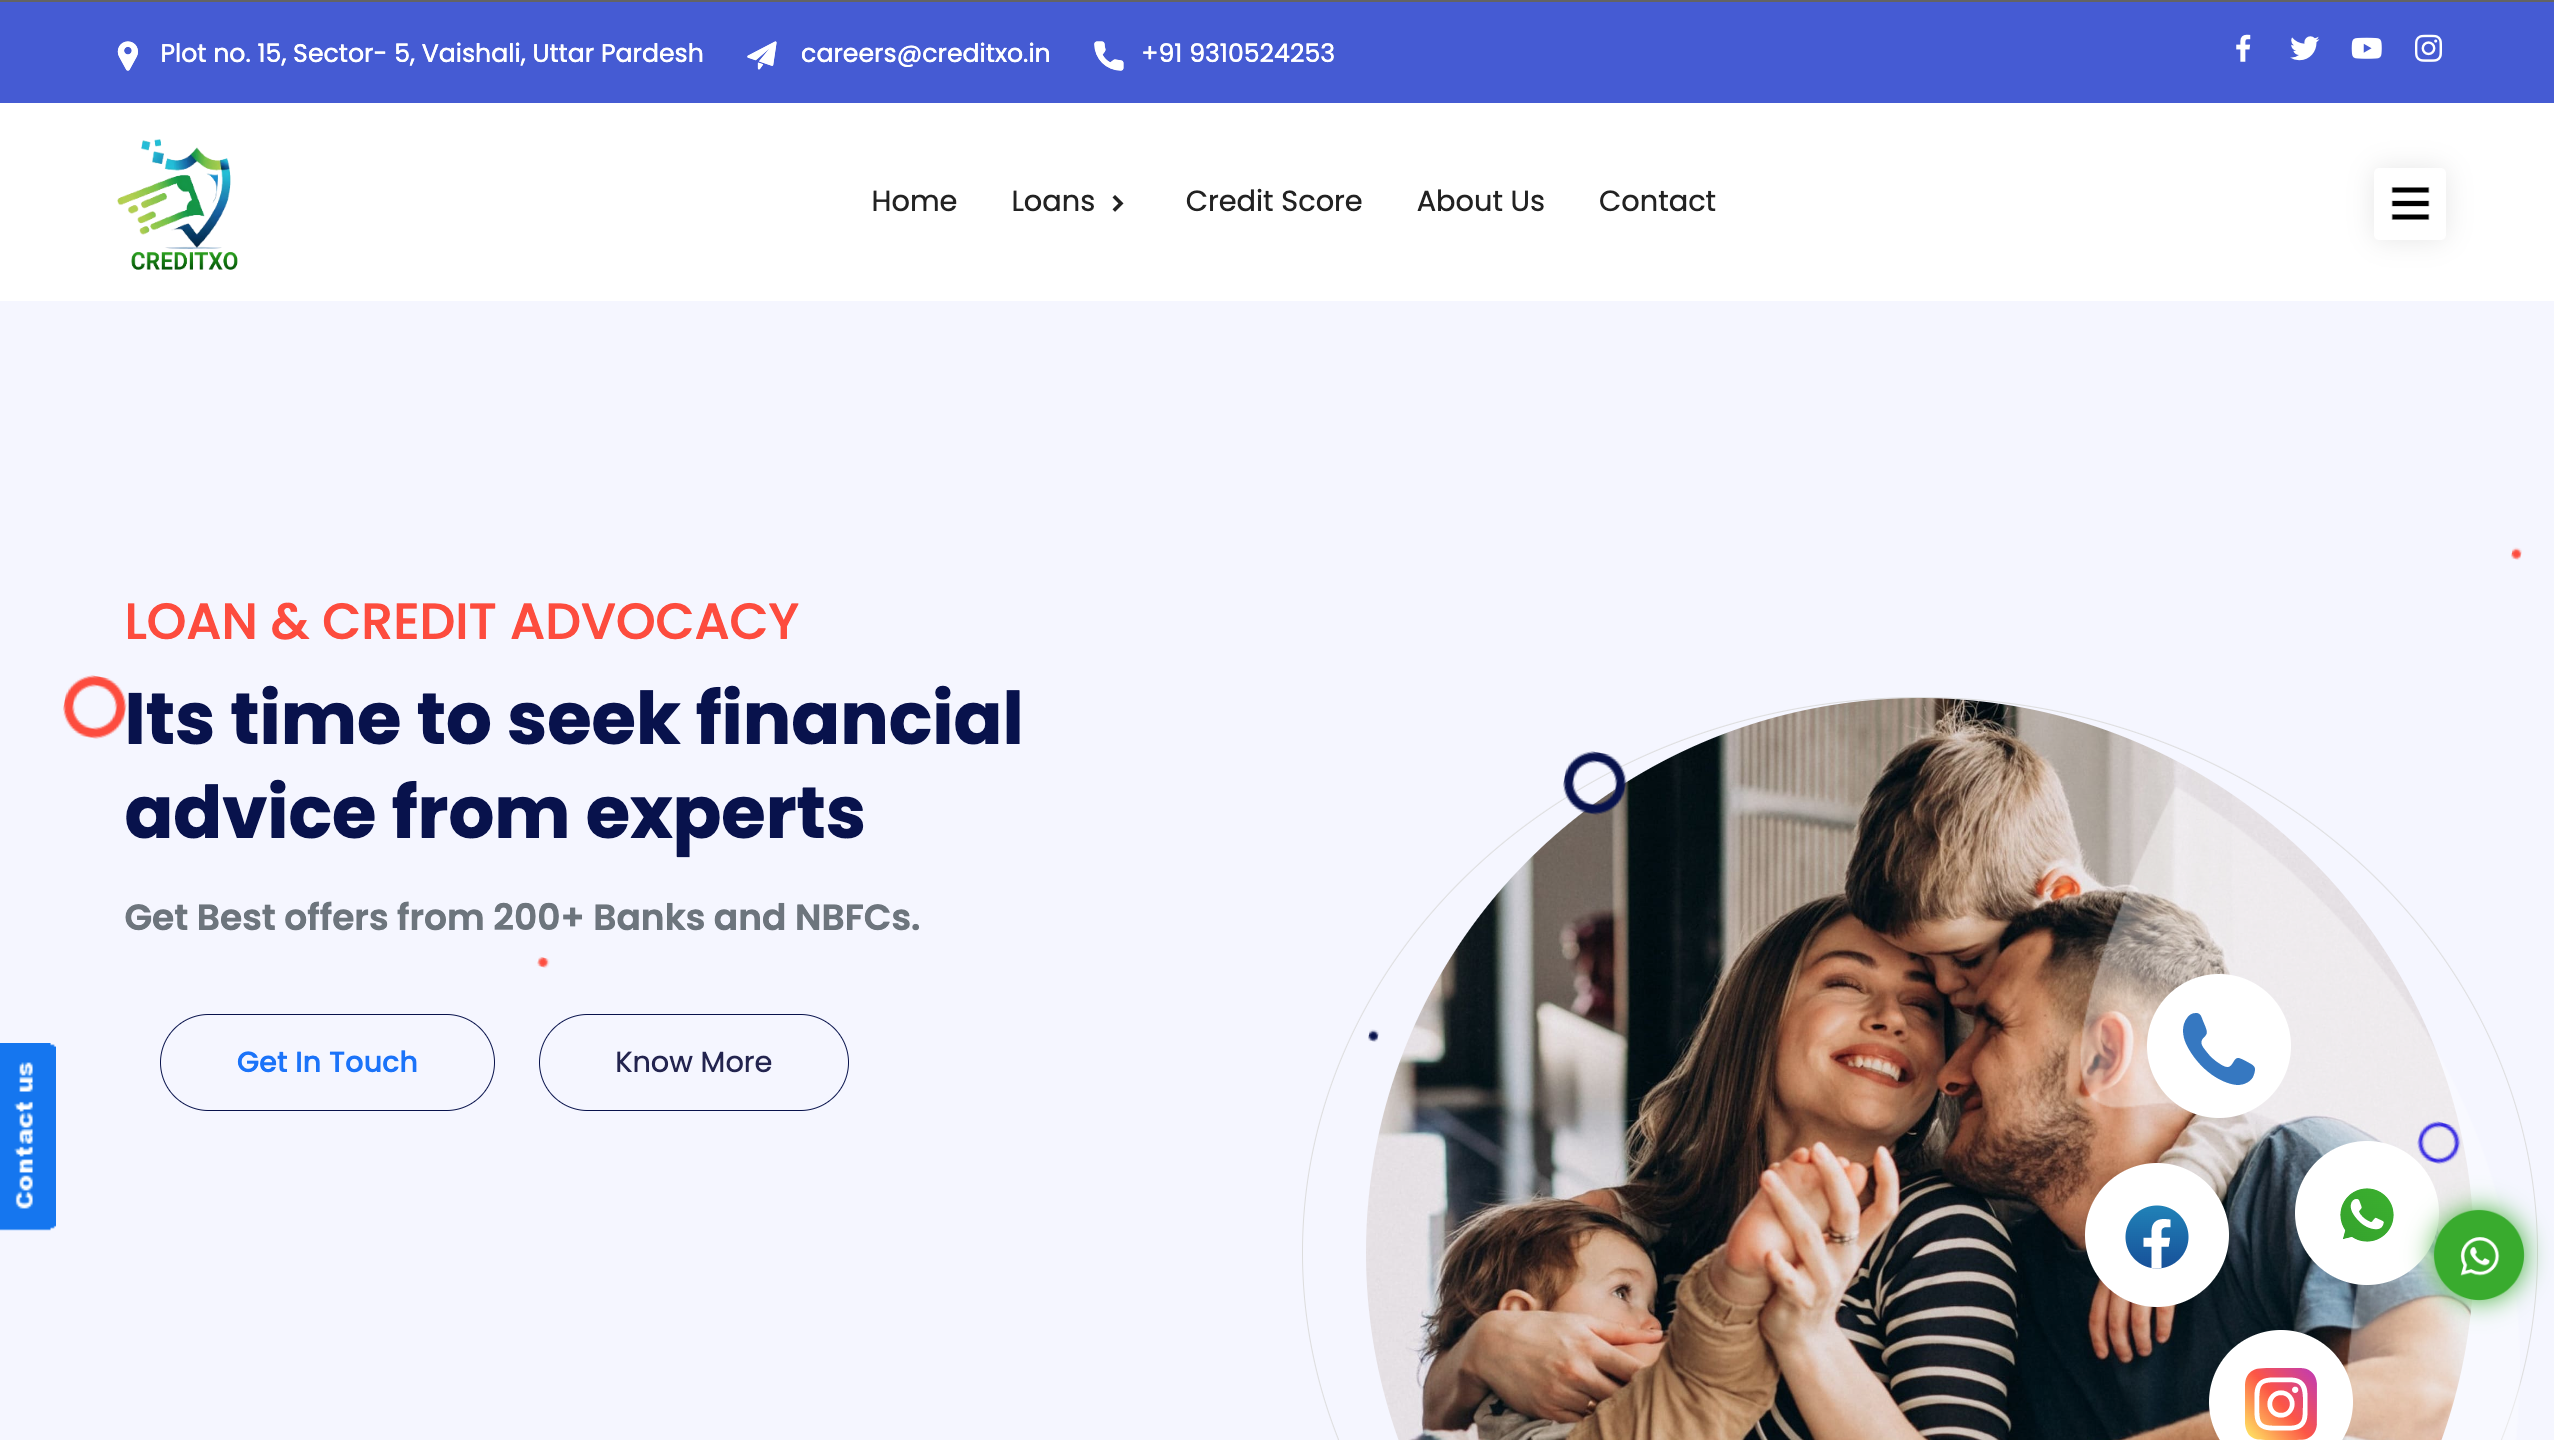 Plot no. 15, Sector- 5, Vaishali, Uttar Pardesh careers@creditxo.in +91 9310524253
CREDITXO
Home Loans Credit Score About Us Contact
LOAN & CREDIT ADVOCACY
Its time to seek financial
advice from experts
Get Best offers from 200+ Banks and NBFCs.
Get In Touch Know More
Contact us